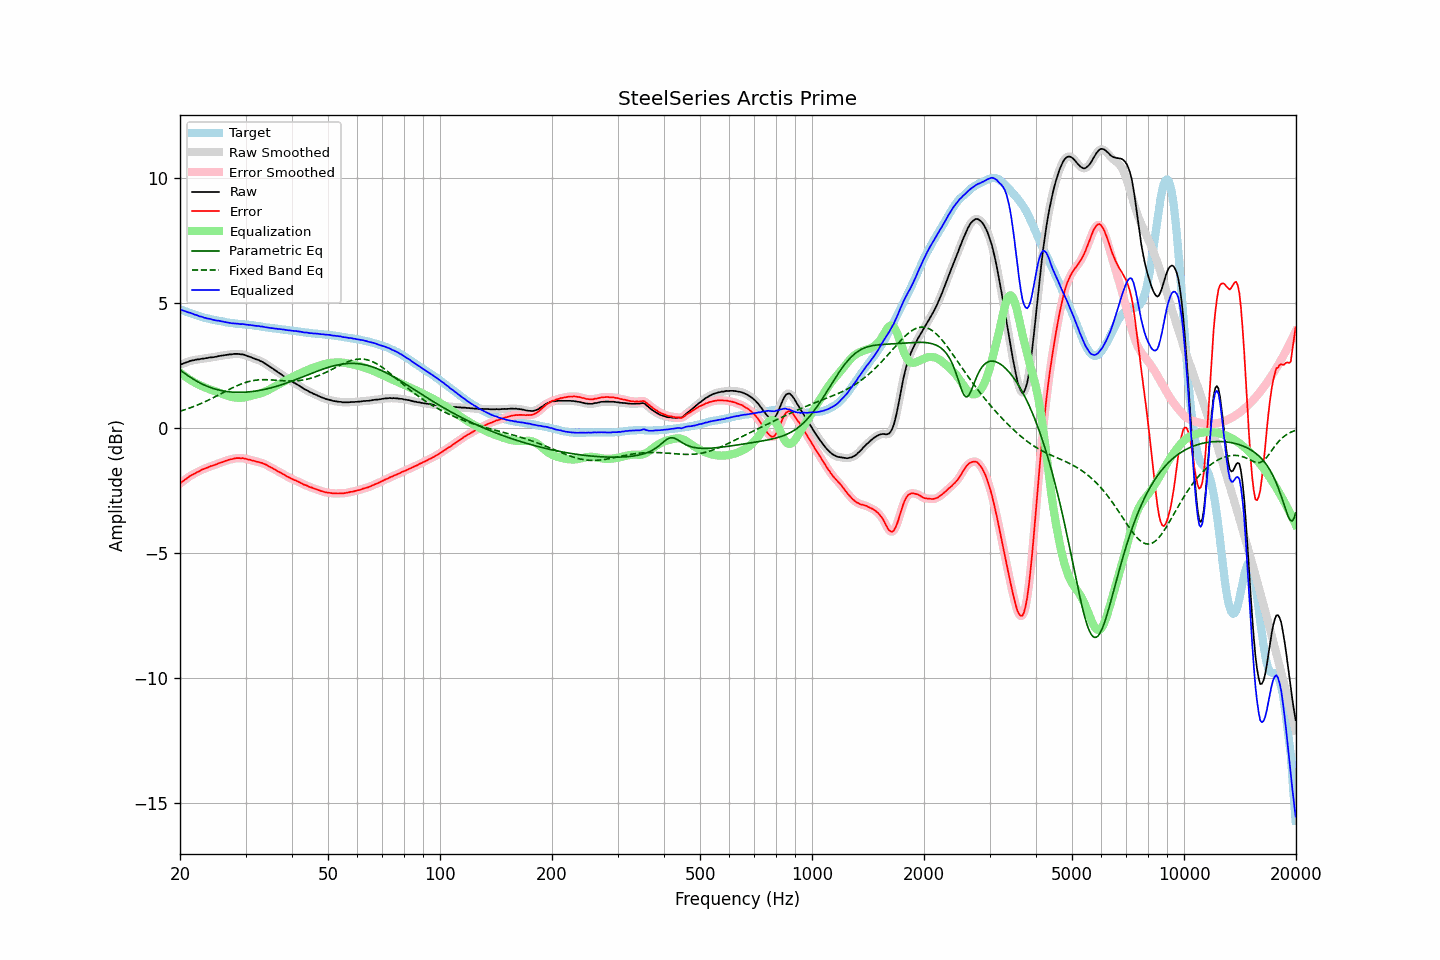 SteelSeries Arctis Prime
Target
Raw Smoothed
Error Smoothed
Raw
Error
Equalization
Parametric Eq
Fixed Band Eq
Equalized
Amplitude (dBr)
10
5
0
−5
−10
−15
20
50
100
200
500
1000
2000
5000
10000
20000
Frequency (Hz)